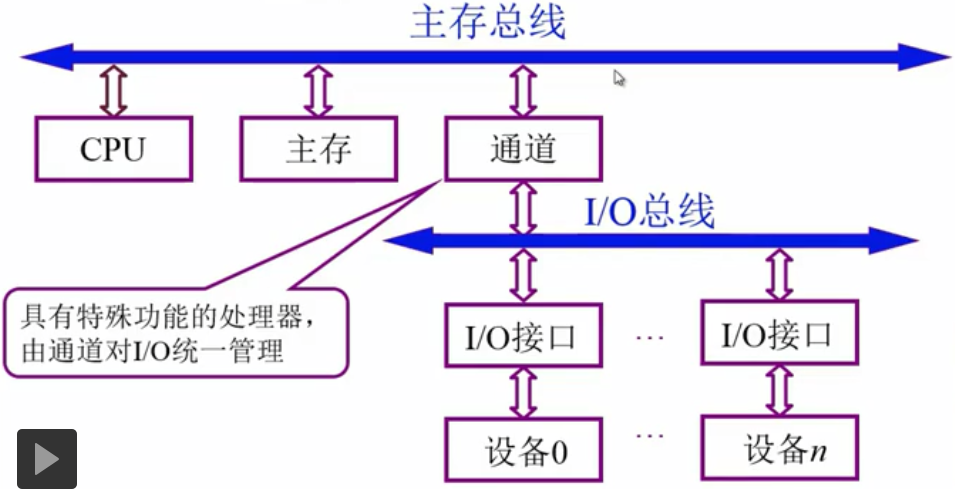 主存总线
CPU
主存
通道
I/O总线
具有特殊功能的处理器，
由通道对I/O统一管理
I/O接口
...
I/O接口
设备0
...
设备n